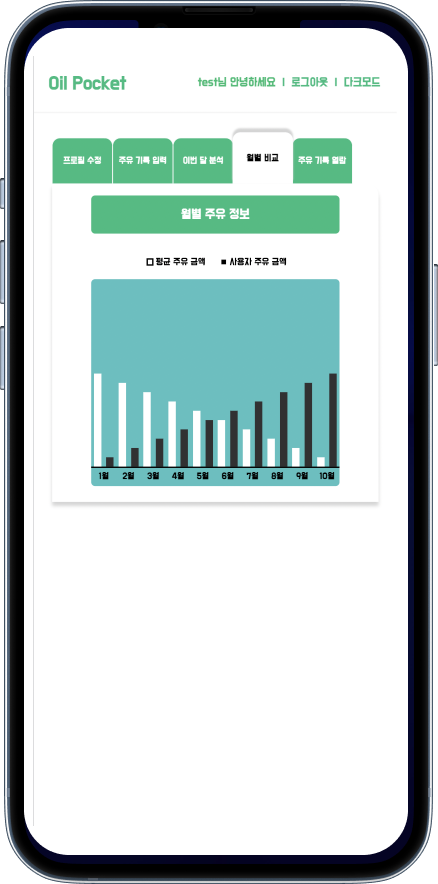 Oil Pocket
test님 안녕하세요 | 로그아웃 | 다크모드
프로필 수정 주유 기록 입력 이번 달 분석 월별 비교 주유 기록 열람
월별 주유 정보
평균 주유 금액 사용자 주유 금액
1월 2월 3월 4월 5월 6월 7월 8월 9월 10월